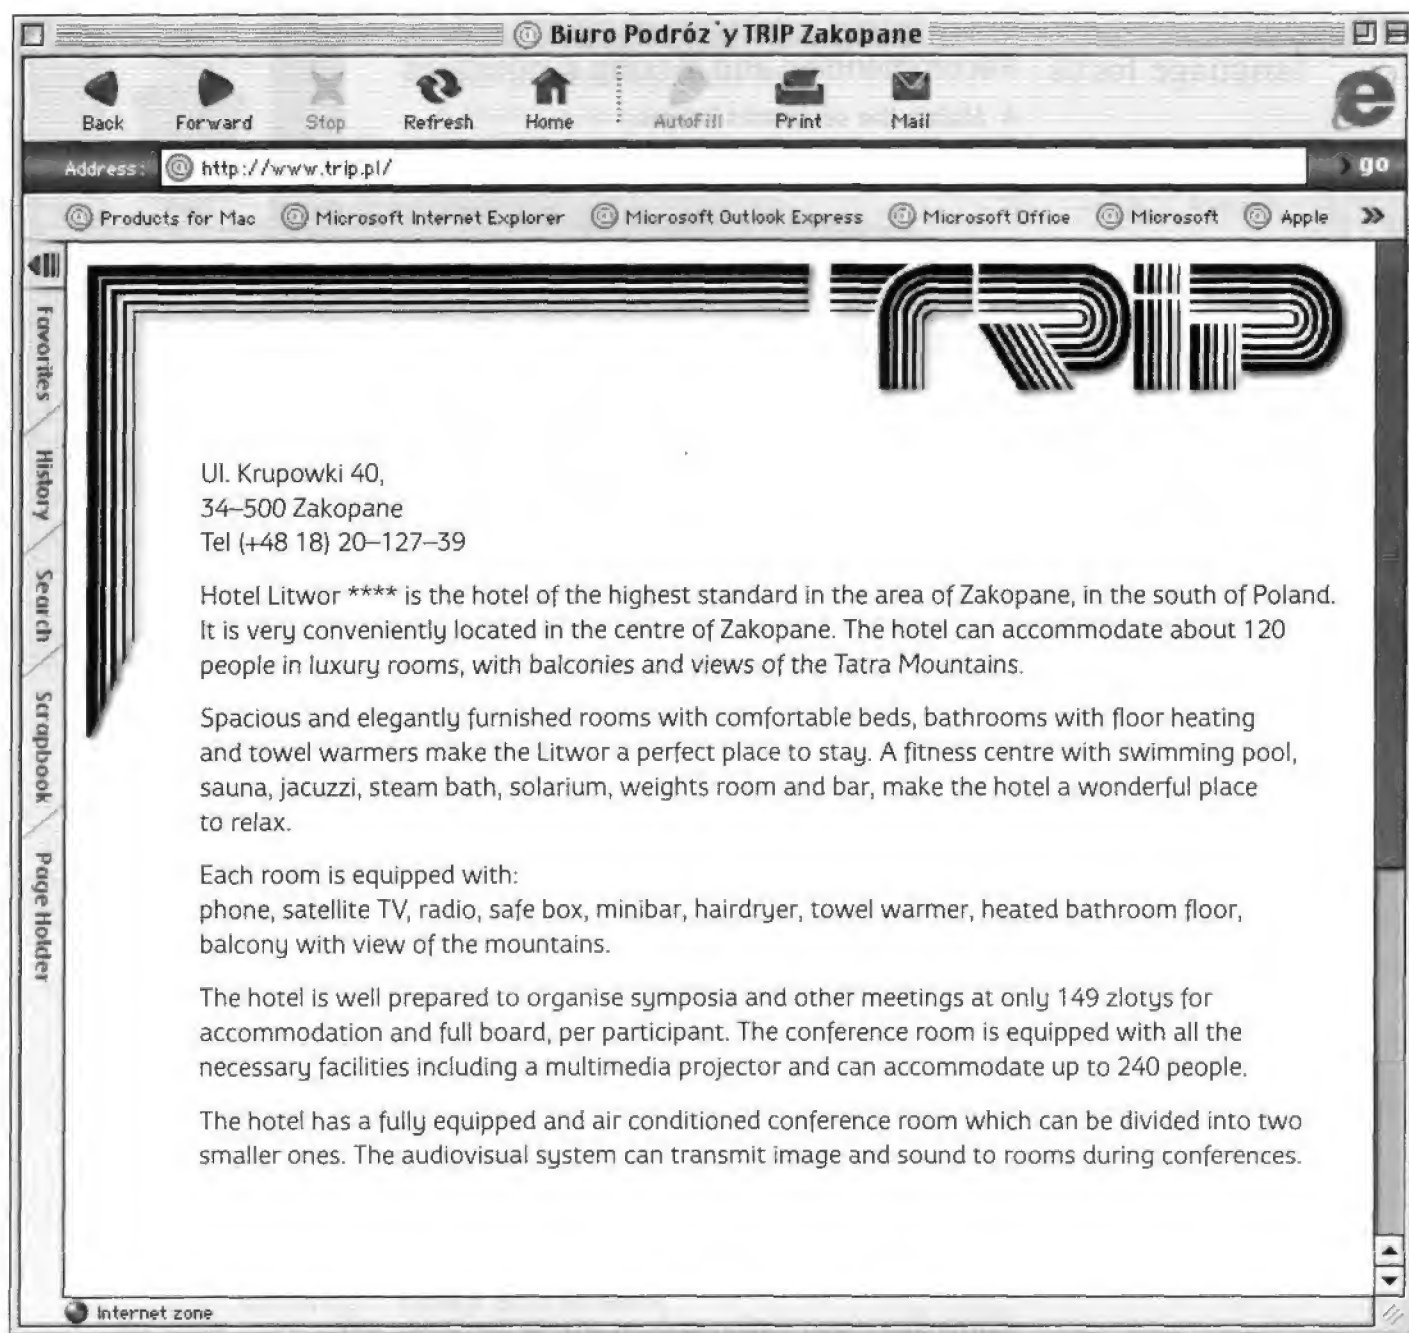 Biuro Podróz˙y TRIP Zakopane
Back Forward Stop Refresh Home AutoFill Print Mail
Address: http://www.trip.pl/ go
Products for Mac Microsoft Internet Explorer Microsoft Outlook Express Microsoft Office Microsoft Apple
Favorites
History
Search
Scrapbook
Page Holder
TRIP
Ul. Krupowki 40,
34–500 Zakopane
Tel (+48 18) 20–127–39
Hotel Litwor **** is the hotel of the highest standard in the area of Zakopane, in the south of Poland.
It is very conveniently located in the centre of Zakopane. The hotel can accommodate about 120
people in luxury rooms, with balconies and views of the Tatra Mountains.
Spacious and elegantly furnished rooms with comfortable beds, bathrooms with floor heating
and towel warmers make the Litwor a perfect place to stay. A fitness centre with swimming pool,
sauna, jacuzzi, steam bath, solarium, weights room and bar, make the hotel a wonderful place
to relax.
Each room is equipped with:
phone, satellite TV, radio, safe box, minibar, hairdryer, towel warmer, heated bathroom floor,
balcony with view of the mountains.
The hotel is well prepared to organise symposia and other meetings at only 149 zlotys for
accommodation and full board, per participant. The conference room is equipped with all the
necessary facilities including a multimedia projector and can accommodate up to 240 people.
The hotel has a fully equipped and air conditioned conference room which can be divided into two
smaller ones. The audiovisual system can transmit image and sound to rooms during conferences.
Internet zone